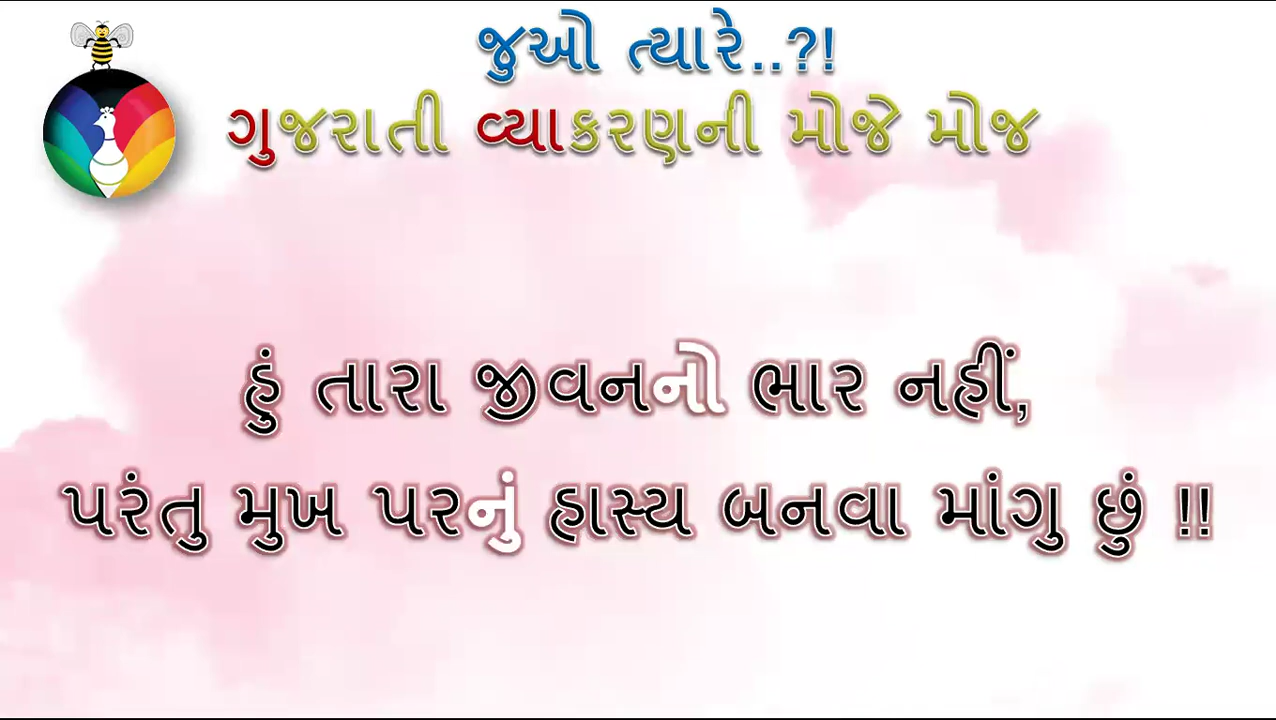 જુઓ ત્યારે..?!
ગુજરાતી વ્યાકરણની મોજે મોજ
હું તારા જીવનનો ભાર નહીં,
પરંતુ મુખ પરનું હાસ્ય બનવા માંગુ છું !!